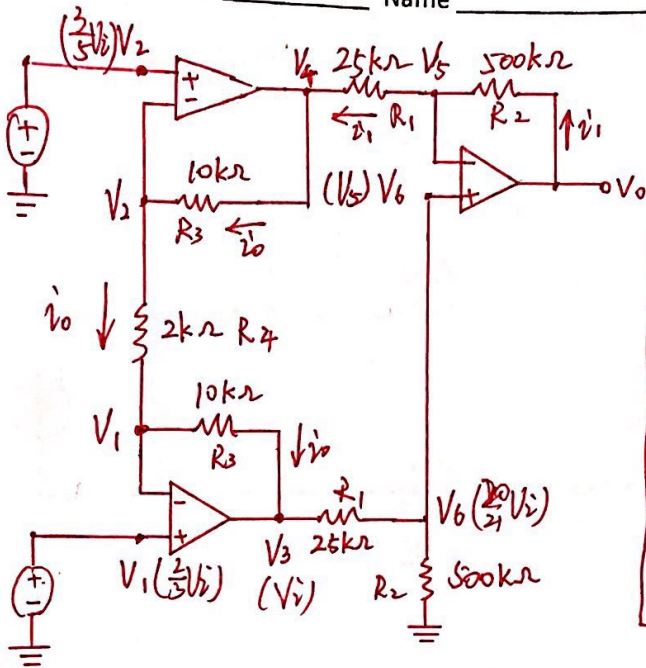 Name
(2/5 Vi) V2
V4
25kΩ
V5
500kΩ
R1
i1
R2
i1
+
-
+
-
10kΩ
(V5) V6
-
+
V0
V2
R3
i0
i0
2kΩ R4
10kΩ
V1
R3
i0
R1
-
+
V6 (20/21 Vi)
V3
25kΩ
V1 (2/3 Vi)
(Vi)
R2
500kΩ
+
-